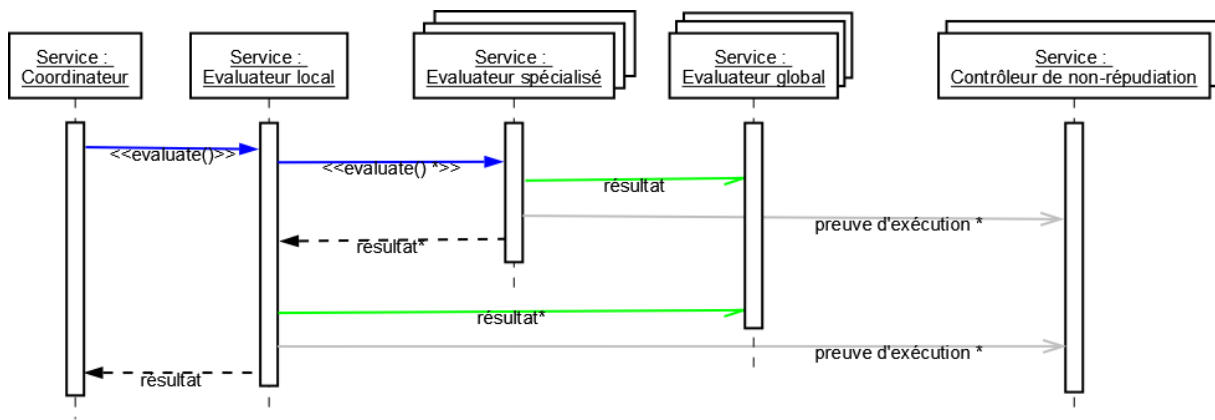 Service :
Coordinateur
Service :
Evaluateur local
Service :
Evaluateur spécialisé
Service :
Evaluateur global
Service :
Contrôleur de non-répudiation
<<evaluate()>>
<<evaluate() *>>
résultat
preuve d'exécution *
résultat*
résultat*
preuve d'exécution *
résultat